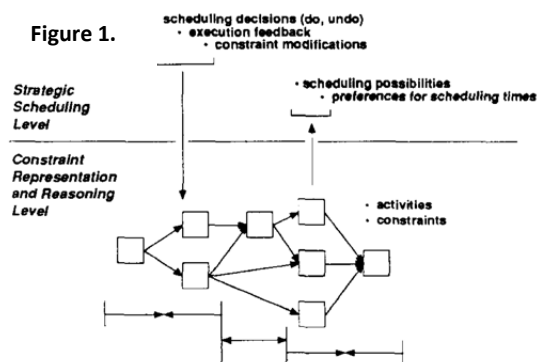 Figure 1.
scheduling decisions (do, undo)
• execution feedback
• constraint modifications
Strategic
Scheduling
Level
• scheduling possibilities
• preferences for scheduling times
Constraint
Representation
and Reasoning
Level
• activities
• constraints